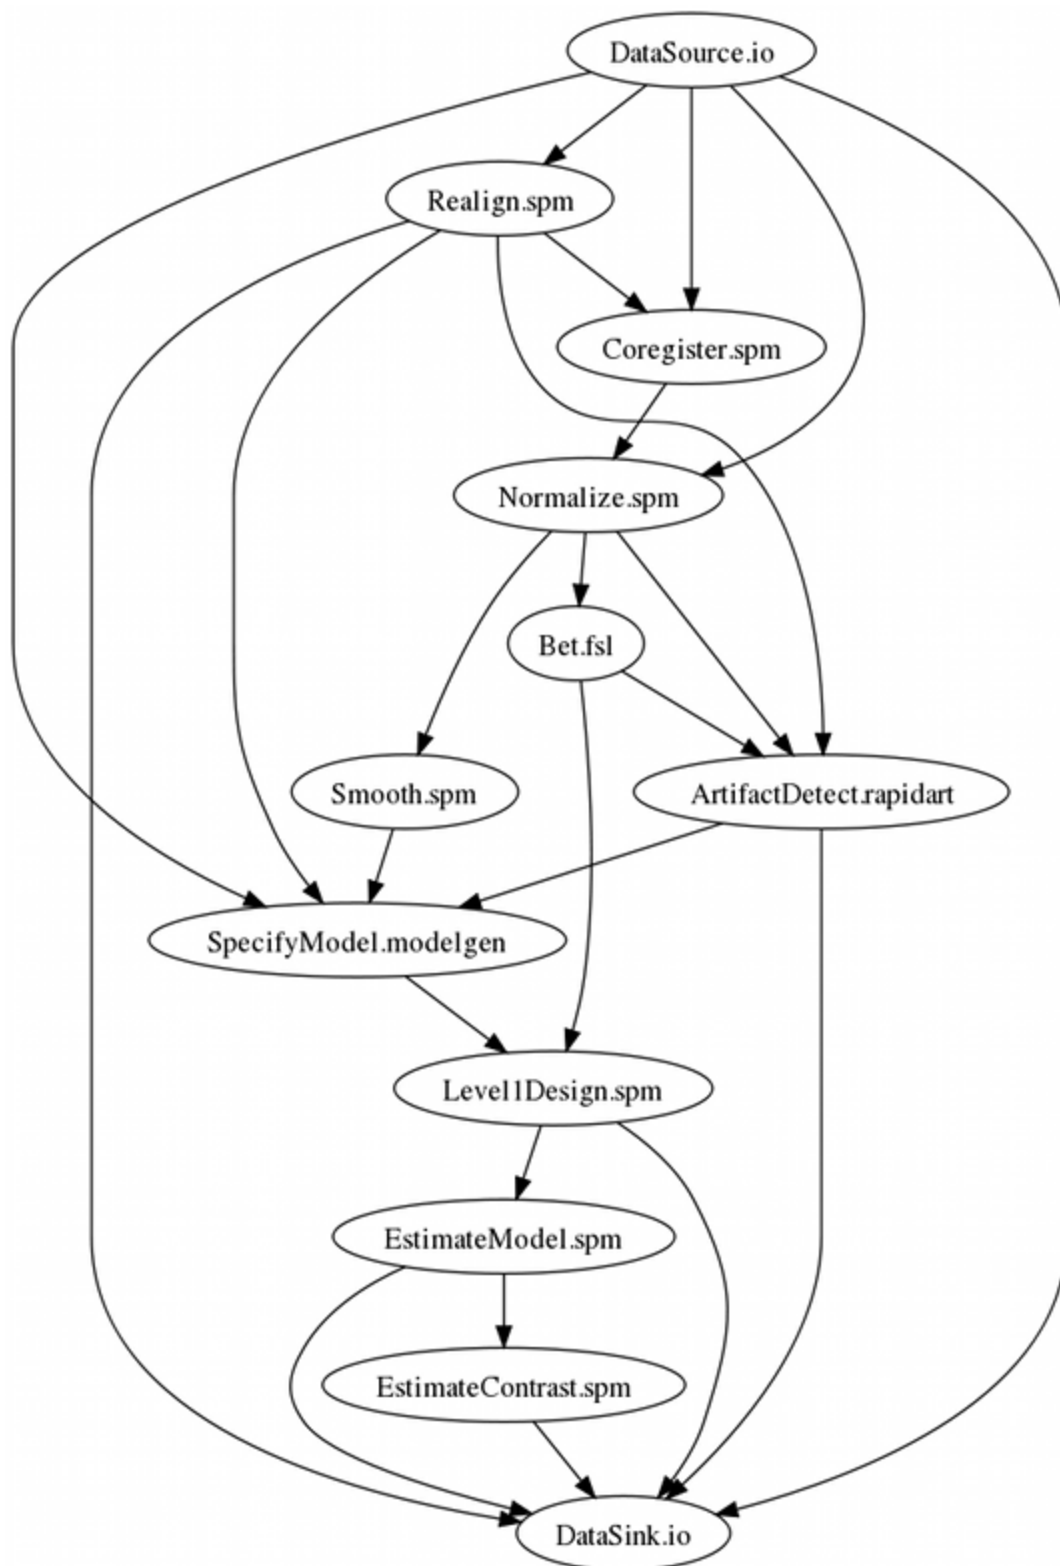 DataSource.io
Realign.spm
Coregister.spm
Normalize.spm
Bet.fsl
Smooth.spm
ArtifactDetect.rapidart
SpecifyModel.modelgen
Level1Design.spm
EstimateModel.spm
EstimateContrast.spm
DataSink.io